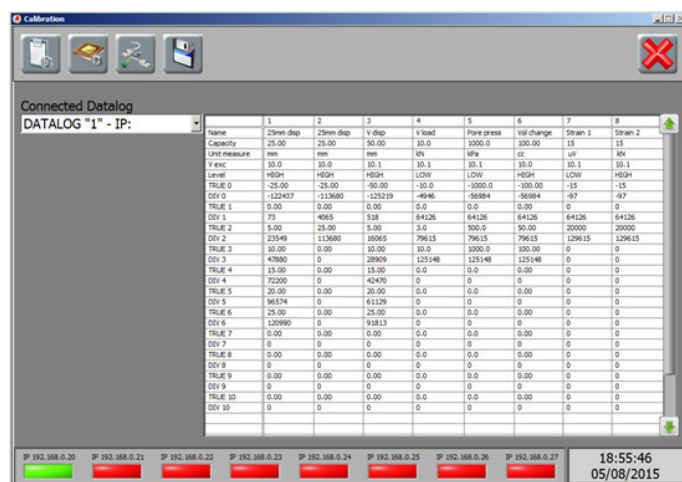 Calibration
Connected Datalog
DATALOG "1" - IP:
1 2 3 4 5 6 7 8
Name 25mm disp 25mm disp V disp V load Pore press Vol change Strain 1 Strain 2
Capacity 25.00 25.00 50.00 10.0 1000.0 100.00 15 15
Unit measure mm mm mm kN kPa cc uV kN
V exc 10.0 10.0 10.1 10.1 10.1 10.0 10.1 10.1
Level HIGH HIGH HIGH LOW LOW HIGH LOW HIGH
TRUE 0 -25.00 -25.00 -50.00 -10.0 -1000.0 -100.00 -15 -15
DIV 0 -122437 -113680 -125219 -4946 -56984 -56984 -97 -97
TRUE 1 0.00 0.00 0.00 0.0 0.0 0.00 0 0
DIV 1 73 4065 518 64126 64126 64126 64126 64126
TRUE 2 5.00 25.00 5.00 3.0 500.0 50.00 20000 20000
DIV 2 23549 113680 16065 79615 79615 79615 129615 129615
TRUE 3 10.00 0.00 10.00 10.0 1000.0 100.00 0 0
DIV 3 47880 0 28909 125148 125148 125148 0 0
TRUE 4 15.00 0.00 15.00 0.0 0.0 0.00 0 0
DIV 4 72200 0 42470 0 0 0 0 0
TRUE 5 20.00 0.00 20.00 0.0 0.0 0.00 0 0
DIV 5 96574 0 61129 0 0 0 0 0
TRUE 6 25.00 0.00 25.00 0.0 0.0 0.00 0 0
DIV 6 120990 0 91813 0 0 0 0 0
TRUE 7 0.00 0.00 0.00 0.0 0.0 0.00 0 0
DIV 7 0 0 0 0 0 0 0 0
TRUE 8 0.00 0.00 0.00 0.0 0.0 0.00 0 0
DIV 8 0 0 0 0 0 0 0 0
TRUE 9 0.00 0.00 0.00 0.0 0.0 0.00 0 0
DIV 9 0 0 0 0 0 0 0 0
TRUE 10 0.00 0.00 0.00 0.0 0.0 0.00 0 0
DIV 10 0 0 0 0 0 0 0 0
IP 192.168.0.20 IP 192.168.0.21 IP 192.168.0.22 IP 192.168.0.23 IP 192.168.0.24 IP 192.168.0.25 IP 192.168.0.26 IP 192.168.0.27
18:55:46
05/08/2015